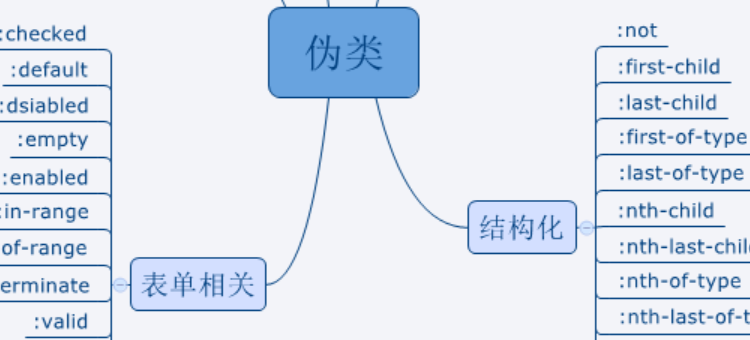 伪类
:checked
:default
:dsiabled
:empty
:enabled
:in-range
of-range
erminate
:valid
表单相关
结构化
:not
:first-child
:last-child
:first-of-type
:last-of-type
:nth-child
:nth-last-chil
:nth-of-type
:nth-last-of-t